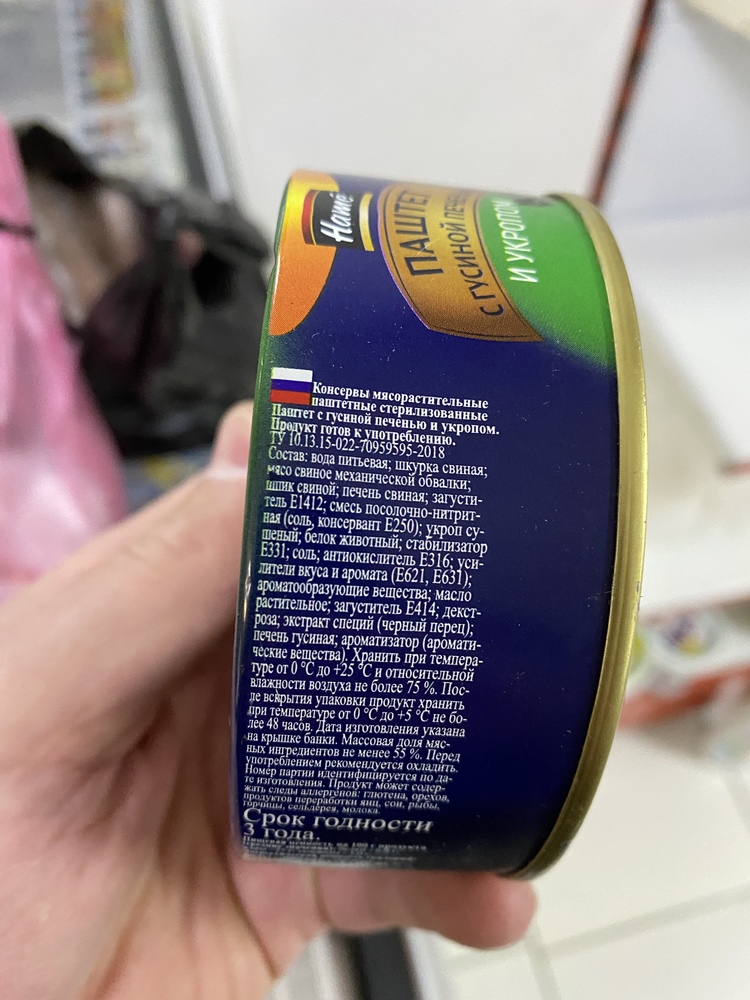 Hamé
ПАШТЕТ
С ГУСИНОЙ ПЕЧЕН
И УКРОПОМ
Консервы мясорастительные
паштетные стерилизованные
Паштет с гусиной печенью и укропом.
Продукт готов к употреблению.
ТУ 10.13.15-022-70959595-2018
Состав: вода питьевая; шкурка свиная;
мясо свиное механической обвалки;
шпик свиной; печень свиная; загусти-
тель Е1412; смесь посолочно-нитрит-
ная (соль, консервант Е250); укроп су-
шеный; белок животный; стабилизатор
Е331; соль; антиокислитель Е316; уси-
лители вкуса и аромата (Е621, Е631);
ароматообразующие вещества; масло
растительное; загуститель Е414; декст-
роза; экстракт специй (черный перец);
печень гусиная; ароматизатор (аромати-
ческие вещества). Хранить при темпера-
туре от 0 °С до +25 °С и относительной
влажности воздуха не более 75 %. Пос-
ле вскрытия упаковки продукт хранить
при температуре от 0 °С до +5 °С не бо-
лее 48 часов. Дата изготовления указана
на крышке банки. Массовая доля мяс-
ных ингредиентов не менее 55 %. Перед
употреблением рекомендуется охладить.
Номер партии идентифицируется по да-
те изготовления. Продукт может содер-
жать следы аллергенов: глютена, орехов,
продуктов переработки яиц, сои, рыбы,
горчицы, сельдерея, молока.
Срок годности
3 года.
Пищевая ценность на 100 г продукта